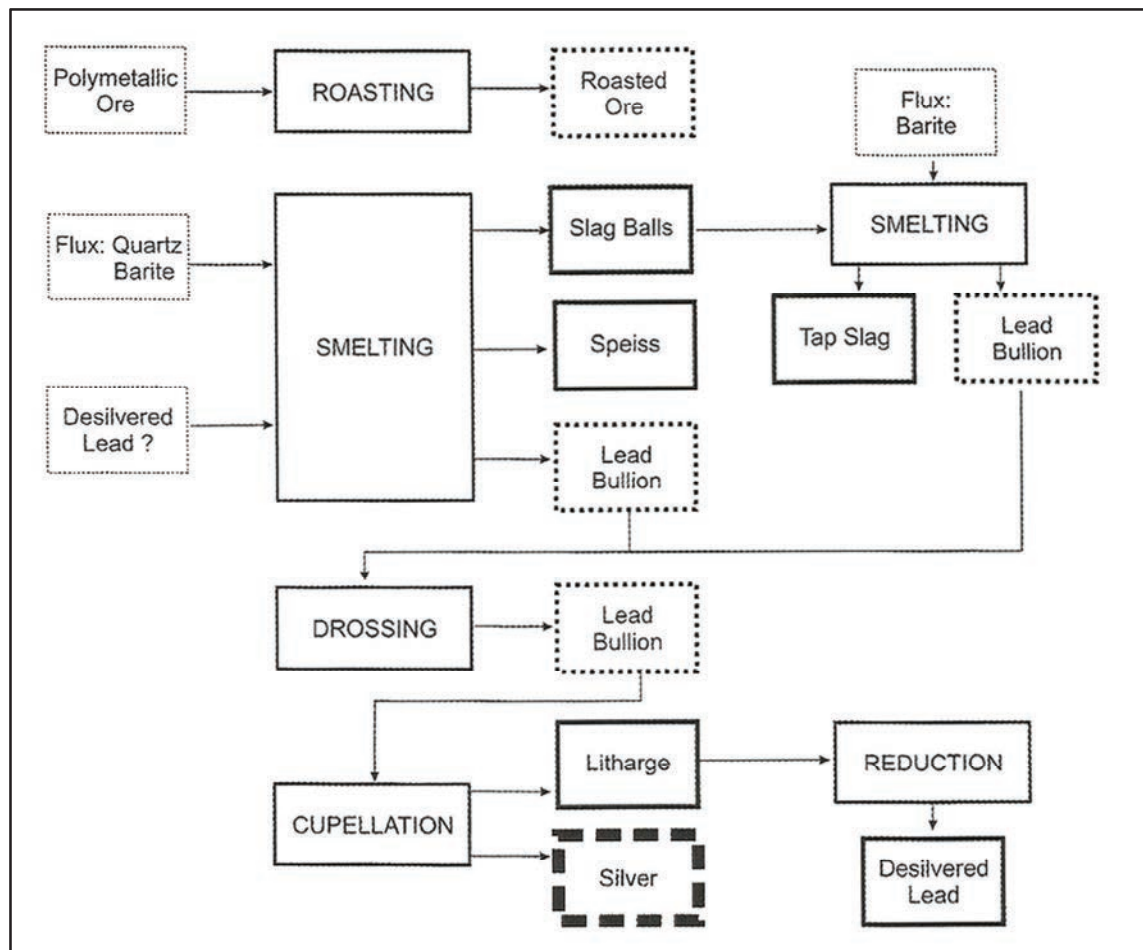 Polymetallic
Ore
ROASTING
Roasted
Ore
Flux:
Barite
Flux: Quartz
Barite
SMELTING
Slag Balls
SMELTING
Speiss
Tap Slag
Lead
Bullion
Desilvered
Lead ?
Lead
Bullion
DROSSING
Lead
Bullion
Litharge
REDUCTION
CUPELLATION
Silver
Desilvered
Lead